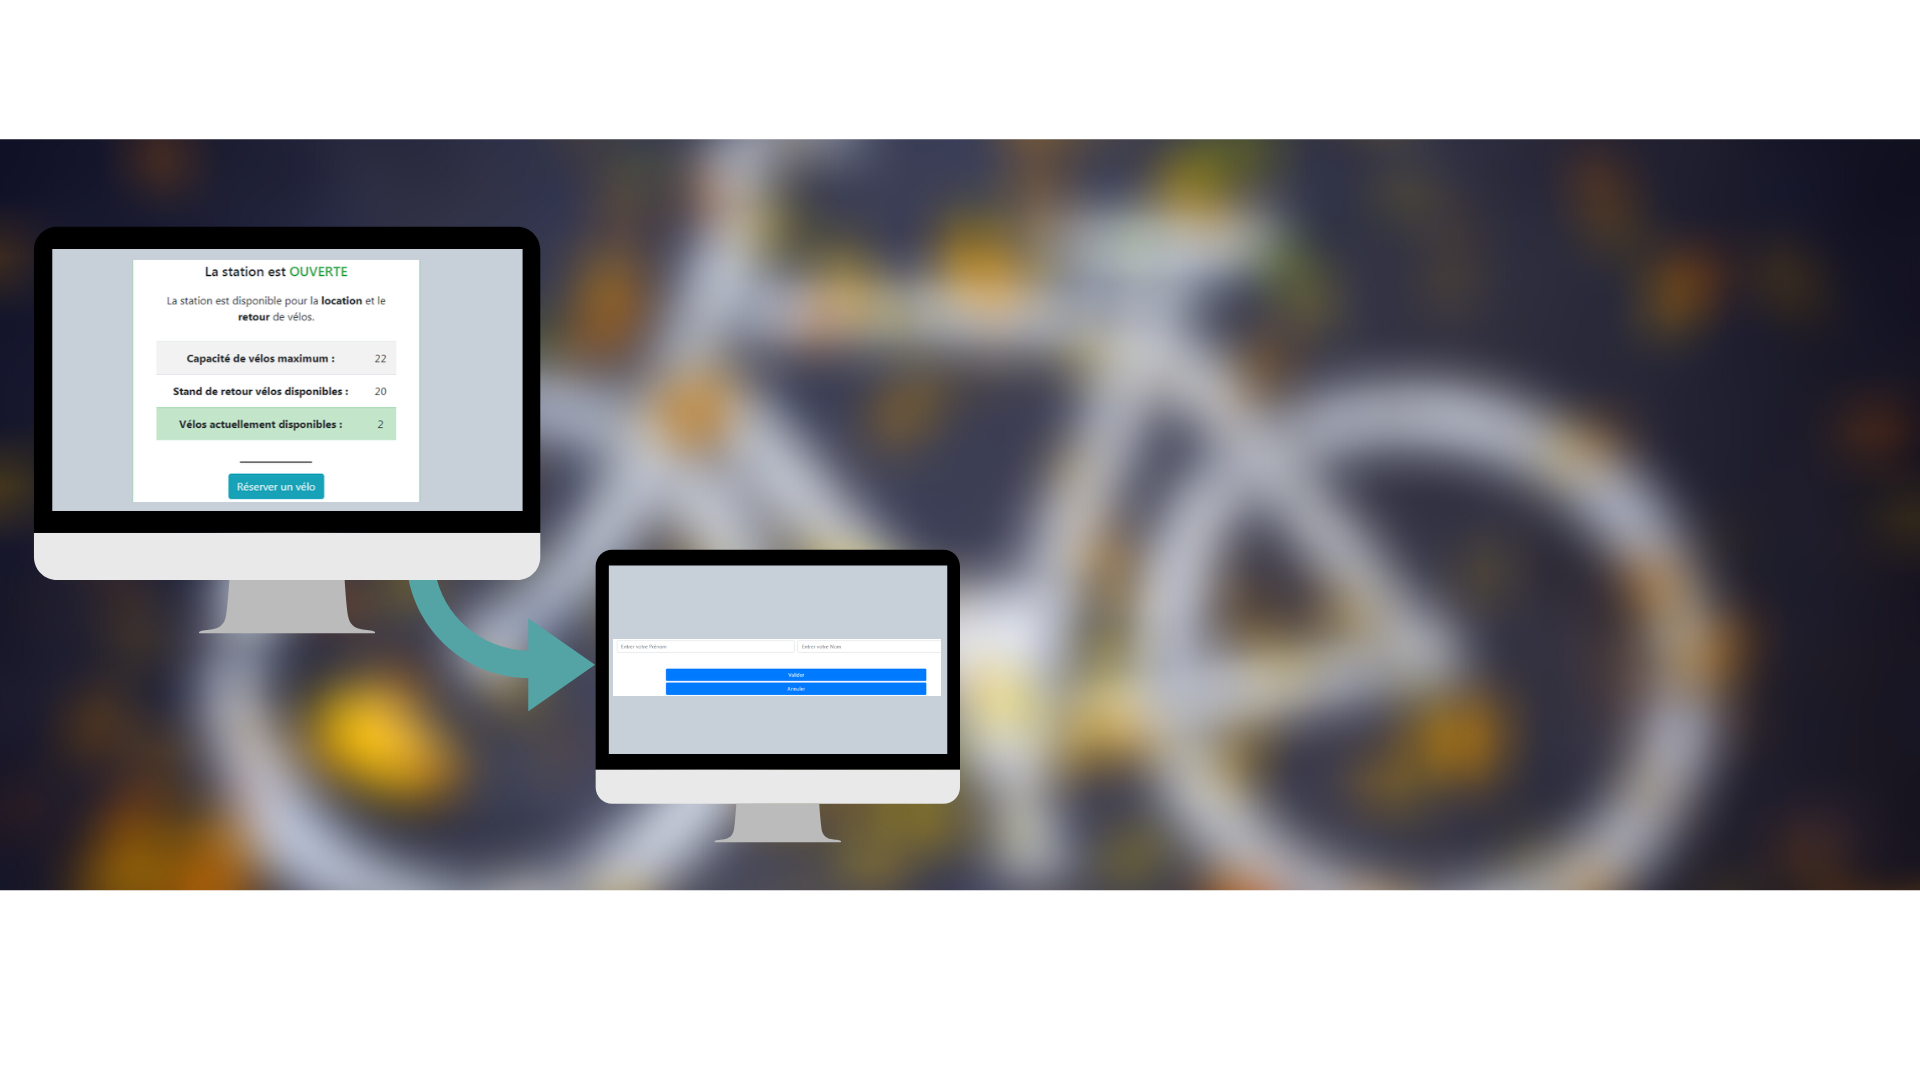 La station est OUVERTE
La station est disponible pour la location et le
retour de vélos.
Capacité de vélos maximum : 22
Stand de retour vélos disponibles : 20
Vélos actuellement disponibles : 2
Réserver un vélo
Entrer votre Prénom Entrer votre Nom
Valider
Annuler